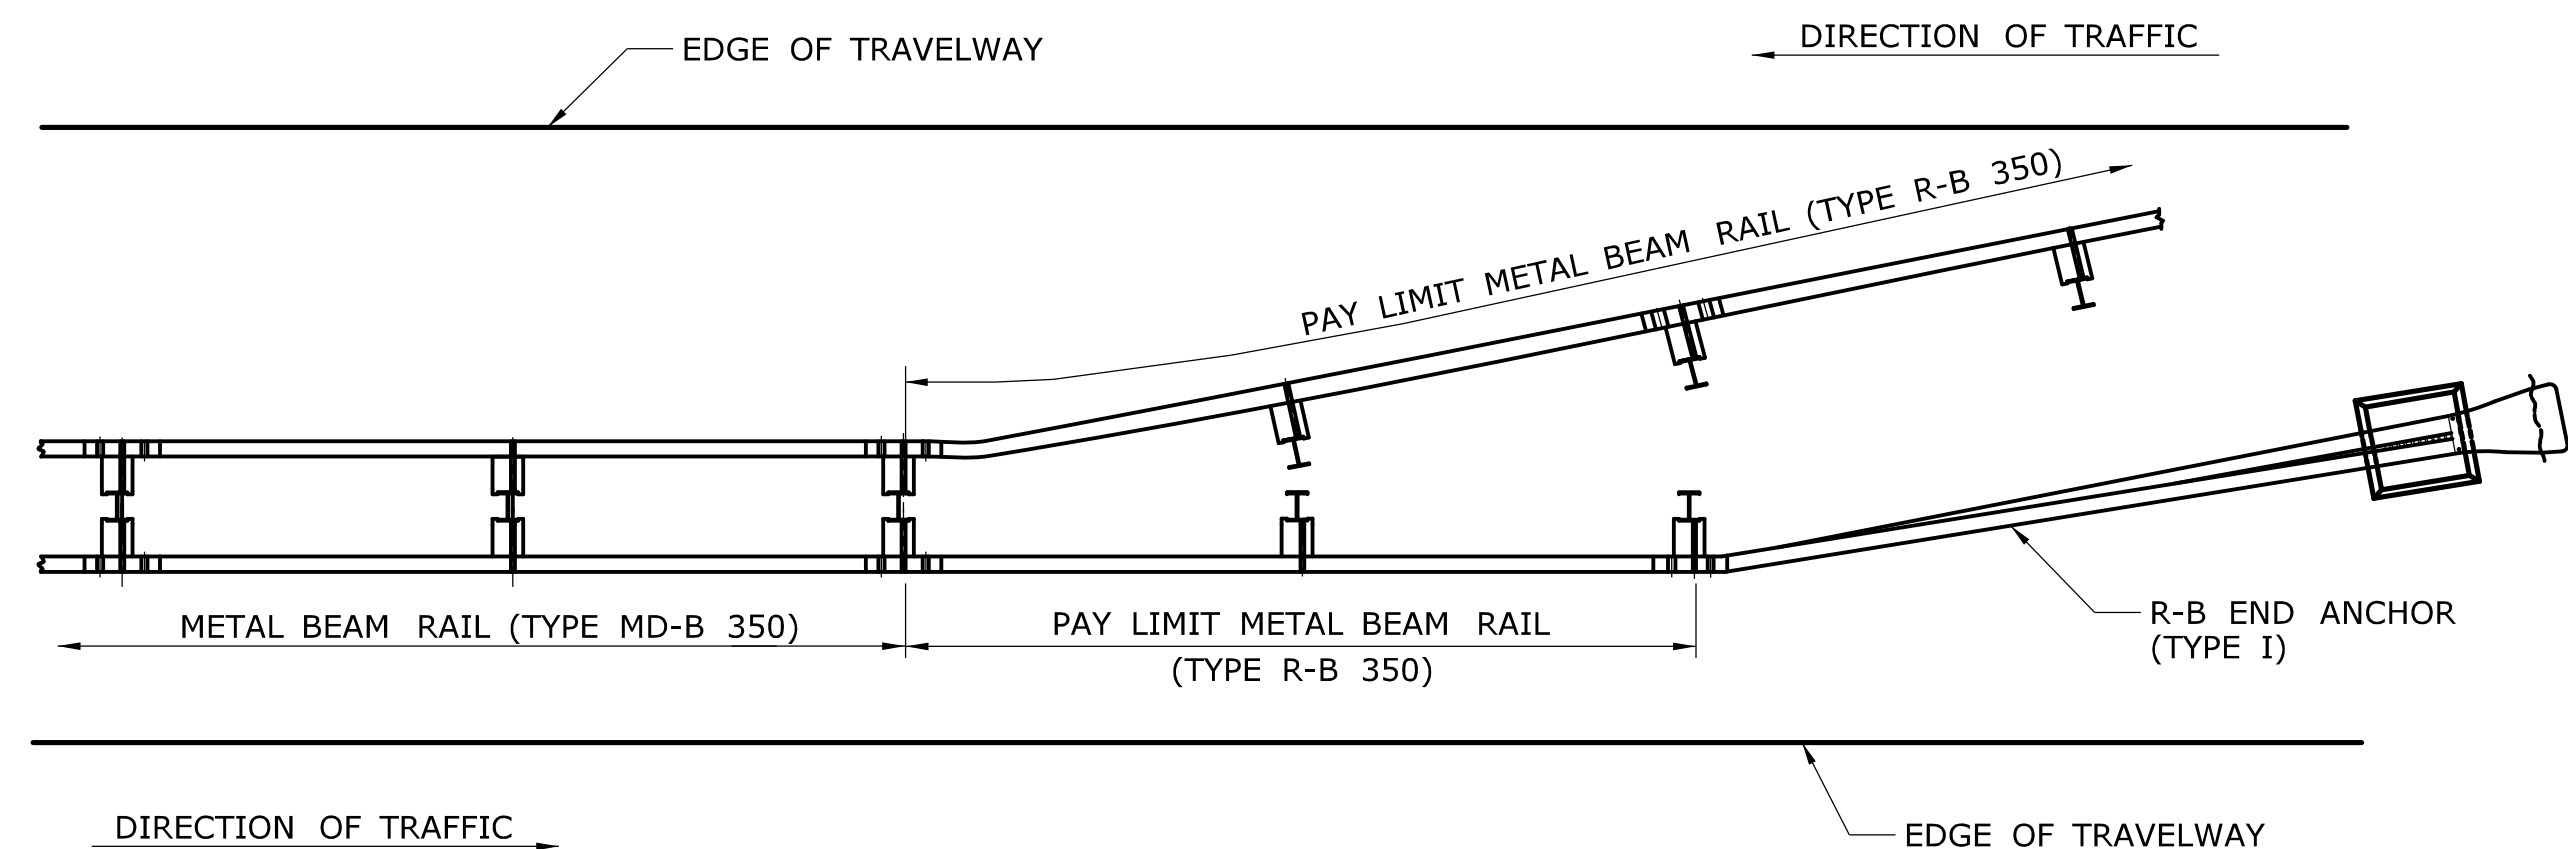 EDGE OF TRAVELWAY
DIRECTION OF TRAFFIC
PAY LIMIT METAL BEAM RAIL (TYPE R-B 350)
METAL BEAM RAIL (TYPE MD-B 350)
PAY LIMIT METAL BEAM RAIL
(TYPE R-B 350)
R-B END ANCHOR
(TYPE I)
DIRECTION OF TRAFFIC
EDGE OF TRAVELWAY